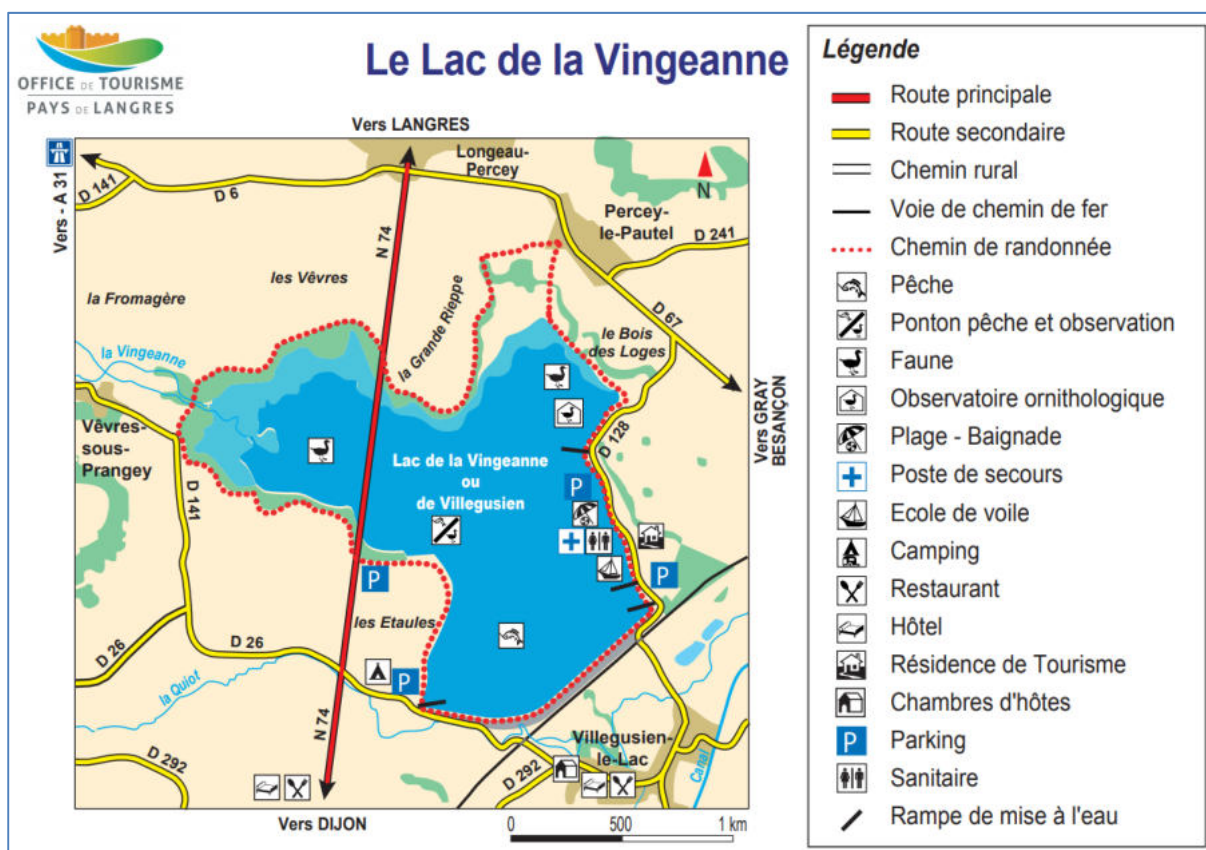 OFFICE DE TOURISME
PAYS DE LANGRES
Le Lac de la Vingeanne
Vers LANGRES
Vers - A 31
D 141
D 6
N 74
Longeau-
Percey
N
Percey-
le-Pautel
D 241
les Vêvres
la Fromagère
la Grande Rieppe
D 67
le Bois
des Loges
la Vingeanne
Vers GRAY
BESANÇON
Vêvres-
sous-
Prangey
D 128
Lac de la Vingeanne
ou
de Villegusien
P
D 141
P
P
les Etaules
D 26
D 26
la Quiot
P
N 74
Villegusien-
le-Lac
D 292
D 292
Canal
Vers DIJON
0 500 1 km
Légende
Route principale
Route secondaire
Chemin rural
Voie de chemin de fer
Chemin de randonnée
Pêche
Ponton pêche et observation
Faune
Observatoire ornithologique
Plage - Baignade
Poste de secours
Ecole de voile
Camping
Restaurant
Hôtel
Résidence de Tourisme
Chambres d'hôtes
P Parking
Sanitaire
Rampe de mise à l'eau